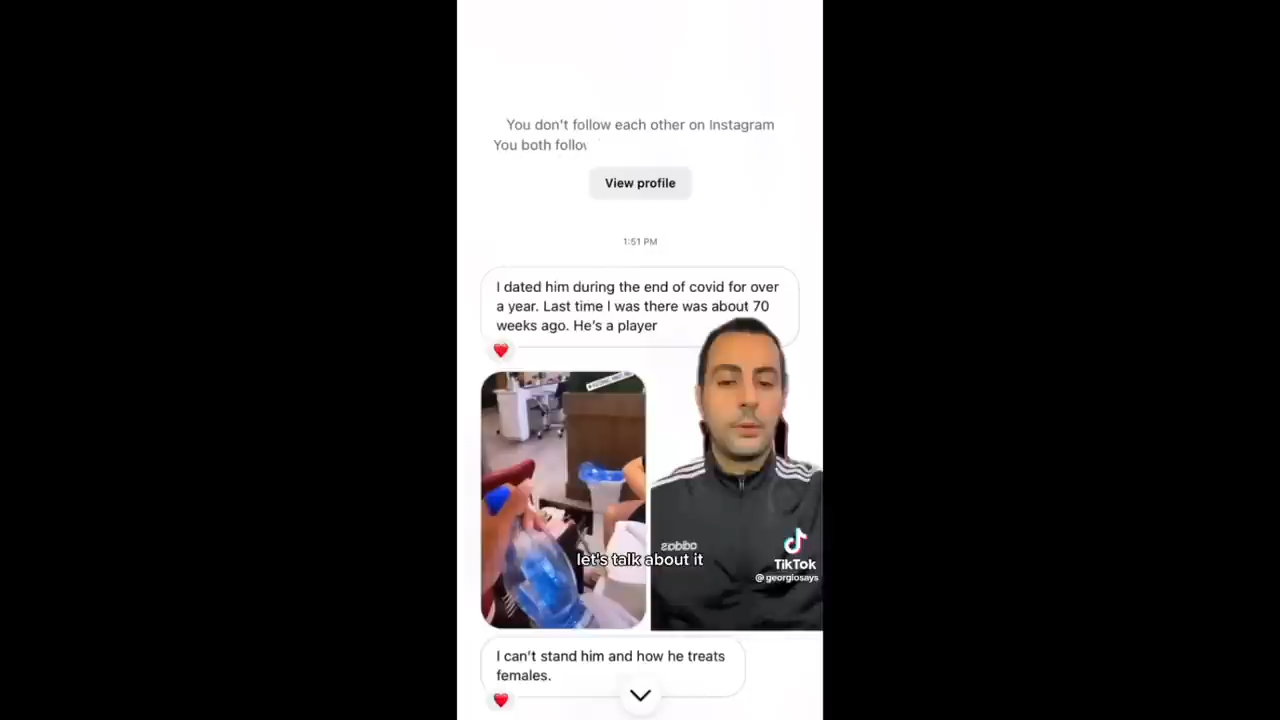 You don't follow each other on Instagram
You both follow
View profile
1:51 PM
I dated him during the end of covid for over
a year. Last time I was there was about 70
weeks ago. He's a player
let's talk about it
adidas
TikTok
@georgiosays
I can't stand him and how he treats
females.